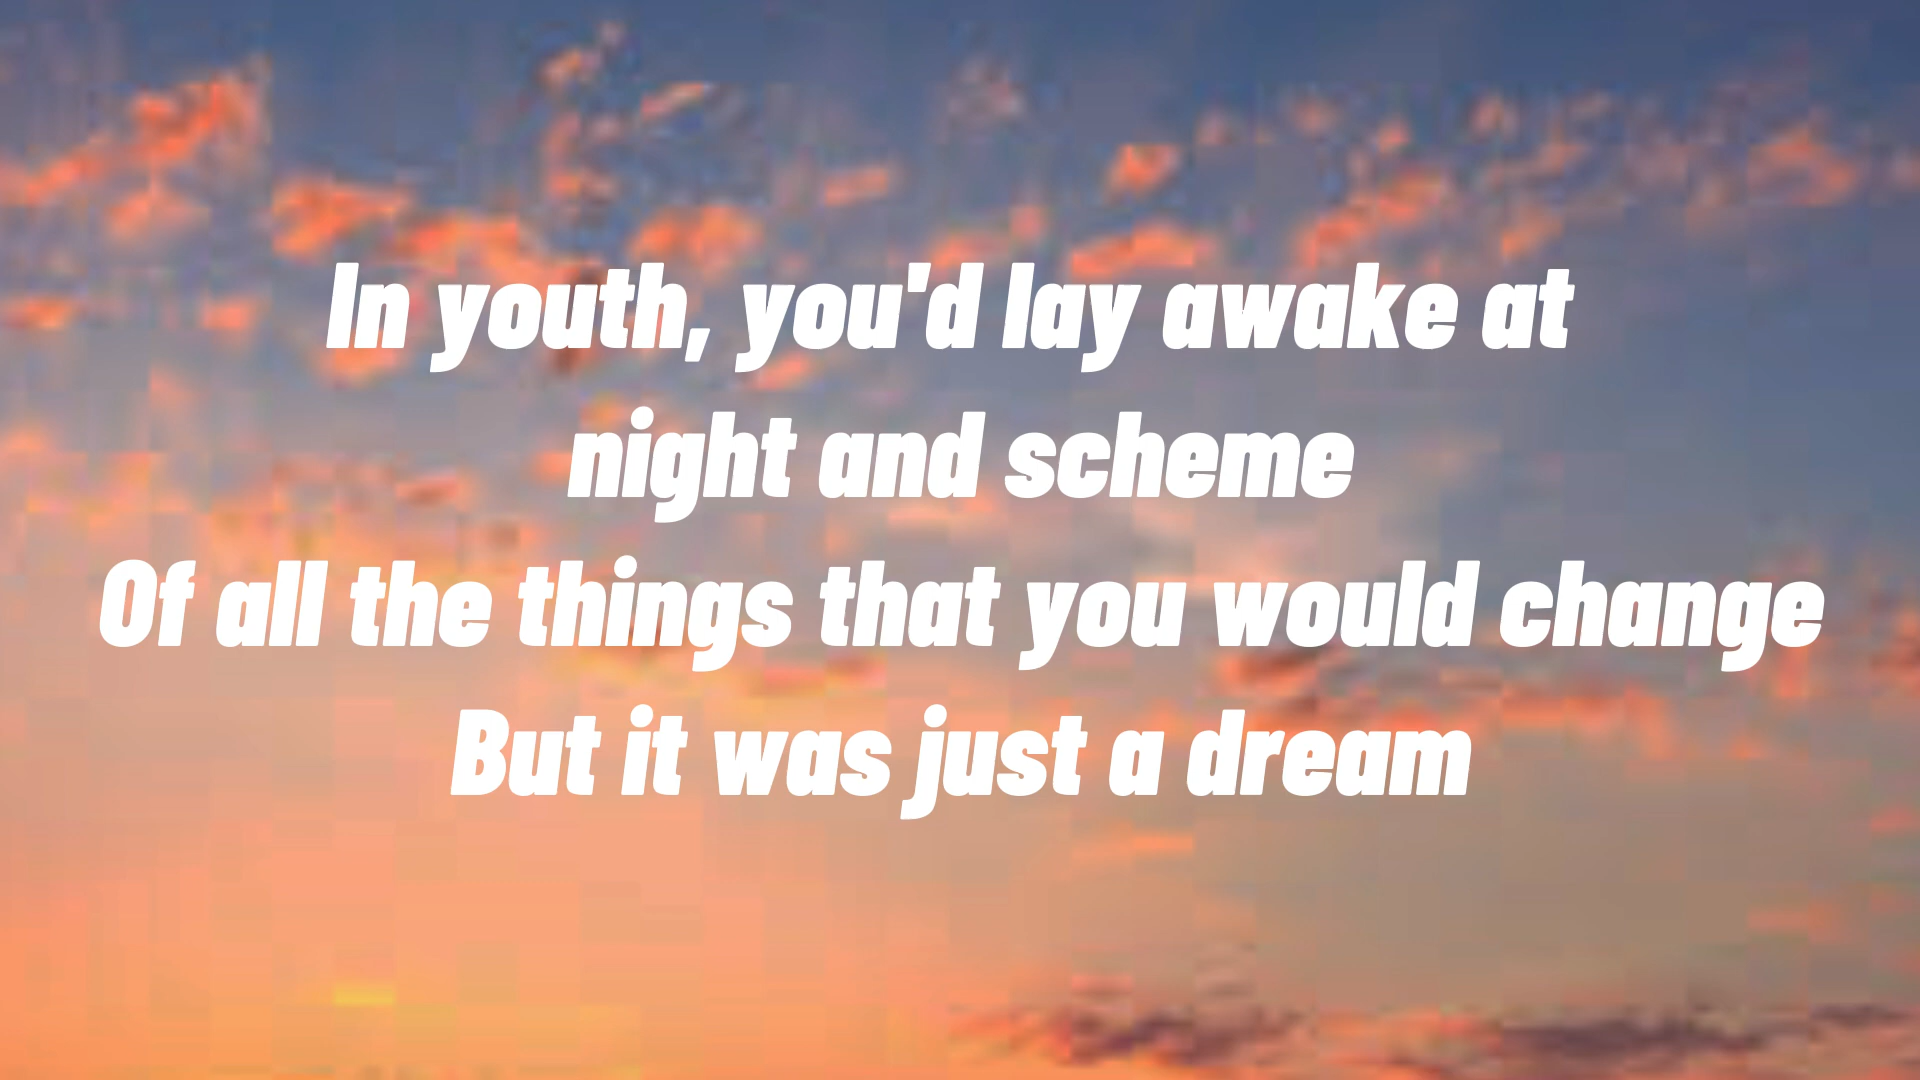 In youth, you'd lay awake at
night and scheme
Of all the things that you would change
But it was just a dream